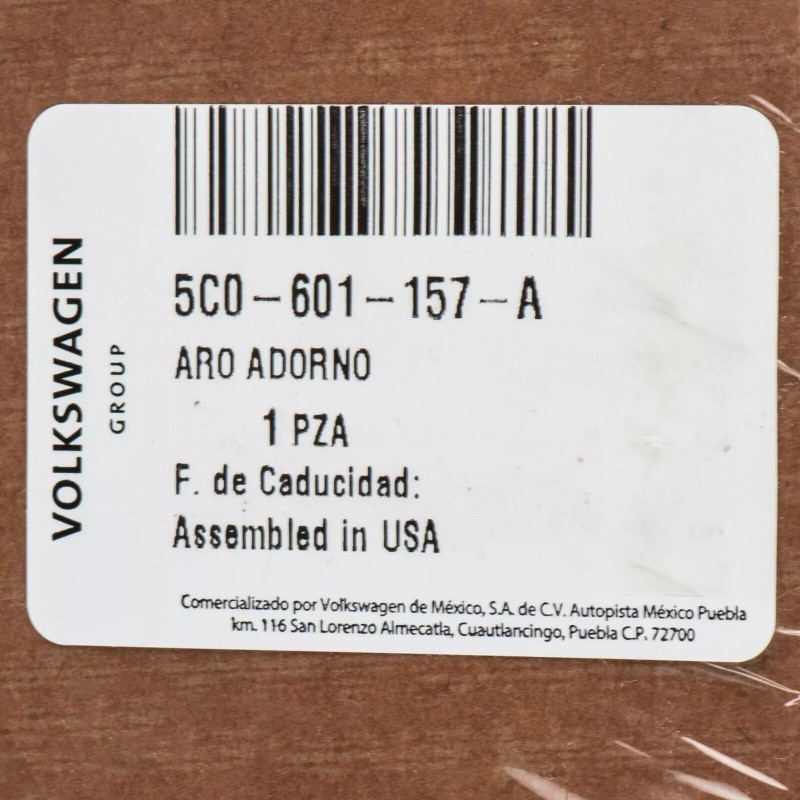 VOLKSWAGEN
GROUP
5C0-601-157-A
ARO ADORNO
1 PZA
F. de Caducidad:
Assembled in USA
Comercializado por Volkswagen de México, S.A. de C.V. Autopista México Puebla
km. 116 San Lorenzo Almecatla, Cuautlancingo, Puebla C.P. 72700